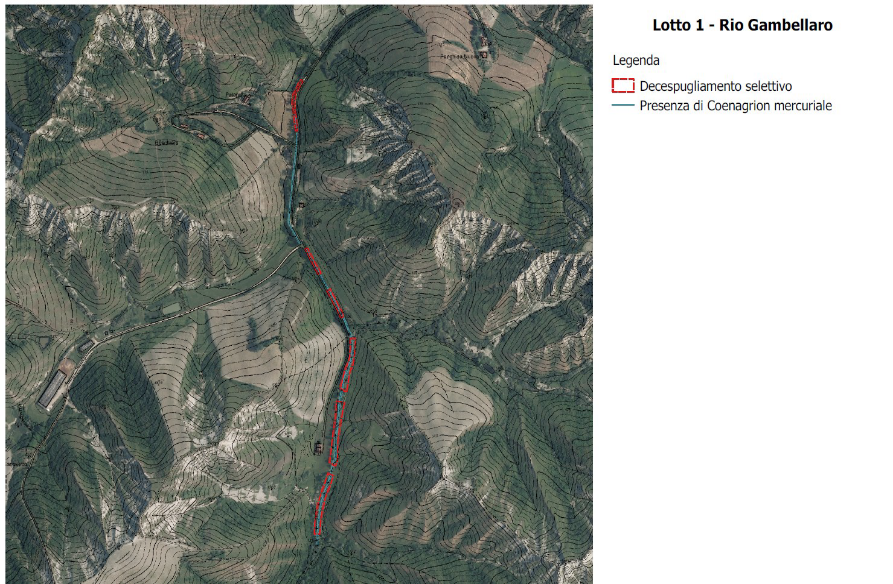 Lotto 1 - Rio Gambellaro
Legenda
Decespugliamento selettivo
Presenza di Coenagrion mercuriale